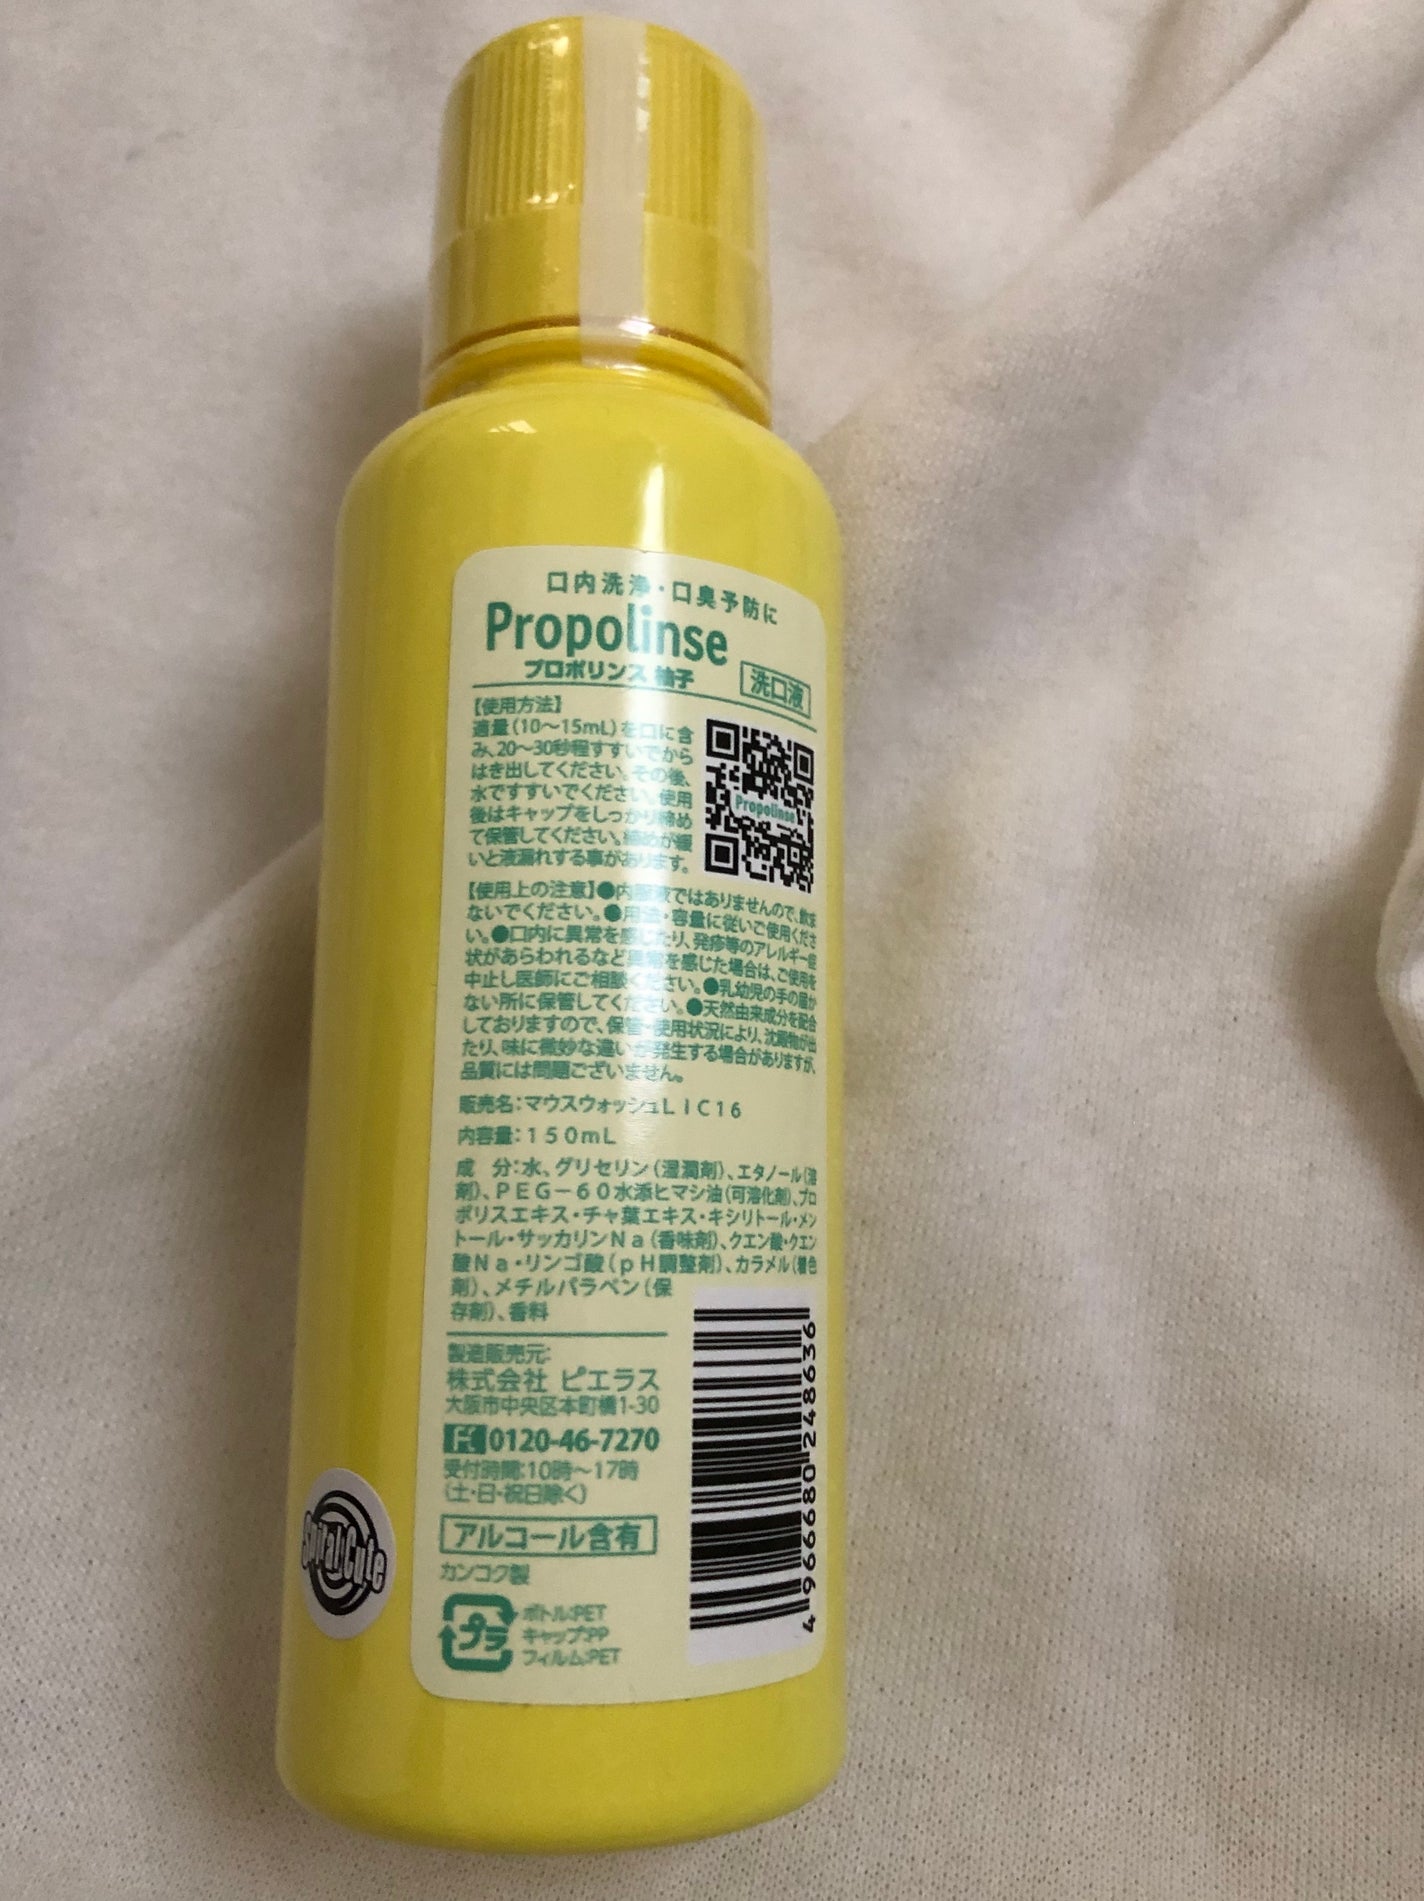 口内洗浄・口臭予防に
Propolinse
プロポリンス 柚子
洗口液
【使用方法】
適量(10〜15mL)を口に含
み、20〜30秒程すすいでから
はき出してください。その後、
水ですすいでください。使用
後はキャップをしっかり締め
て保管してください。締めが緩
いと液漏れする事があります。
Propolinse
【使用上の注意】●内服液ではありませんので、飲ま
ないでください。●用法・容量に従いご使用くださ
い。●口内に異常を感じたり、発疹等のアレルギー症
状があらわれるなど異常を感じた場合は、ご使用を
中止し医師にご相談ください。●乳幼児の手の届か
ない所に保管してください。●天然由来成分を配合
しておりますので、保管・使用状況により、沈殿物が出
たり、味に微妙な違いが発生する場合がありますが、
品質には問題ございません。
販売名:マウスウォッシュLIC16
内容量:150mL
成 分:水、グリセリン(湿潤剤)、エタノール(溶
剤)、PEG−60水添ヒマシ油(可溶化剤)、プロ
ポリスエキス・チャ葉エキス・キシリトール・メン
トール・サッカリンNa(香味剤)、クエン酸・クエン
酸Na・リンゴ酸(pH調整剤)、カラメル(着色
剤)、メチルパラベン(保
存剤)、香料
製造販売元:
株式会社 ピエラス
大阪市中央区本町橋1-30
0120-46-7270
受付時間:10時〜17時
(土・日・祝日除く)
アルコール含有
カンコク製
プラ
ボトル:PET
キャップ:PP
フィルム:PET
4966680248636
Spiral Cute